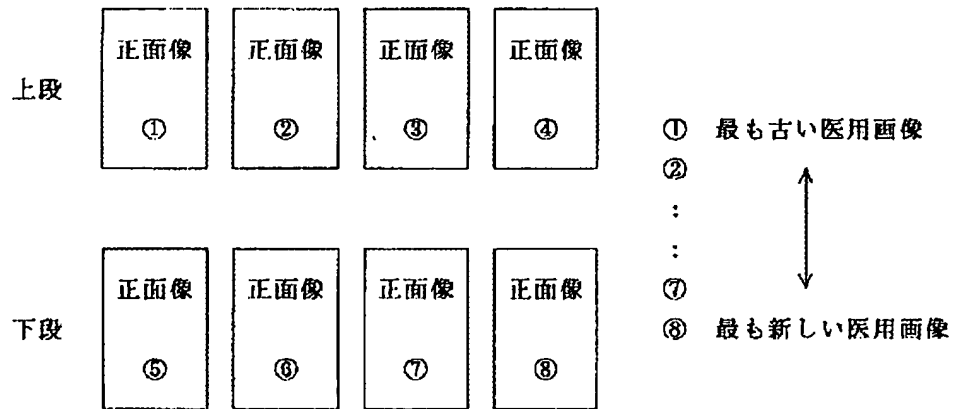 正面像 正面像 正面像 正面像
上段
① ② ③ ④
① 最も古い医用画像
②
:
:
⑦
⑧ 最も新しい医用画像
正面像 正面像 正面像 正面像
下段
⑤ ⑥ ⑦ ⑧